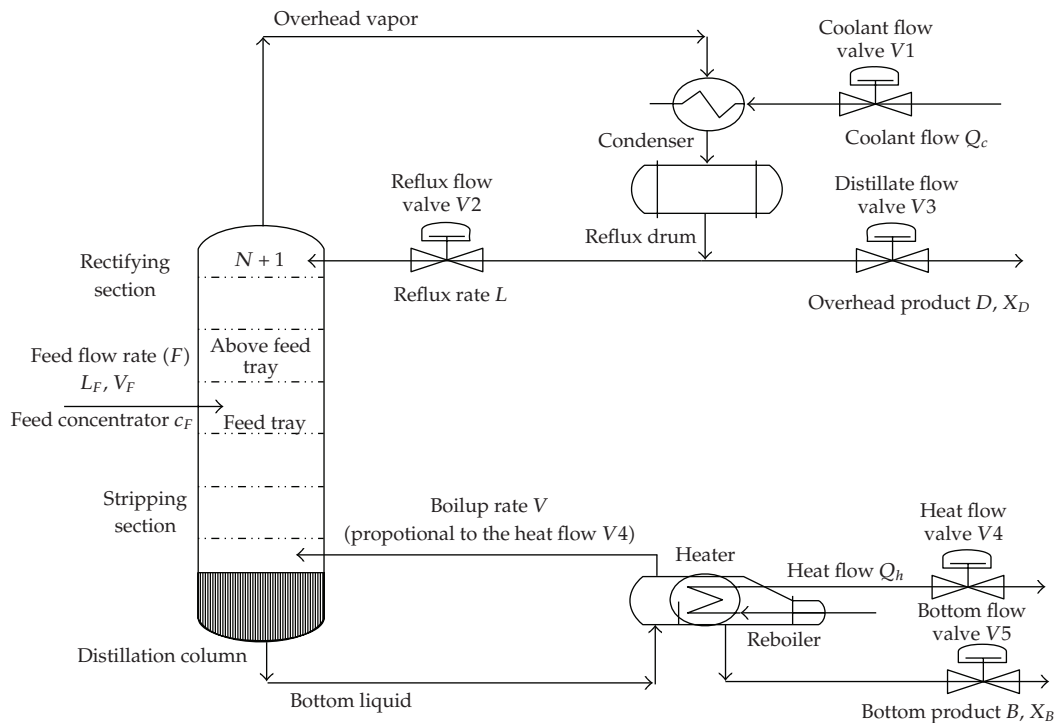 Overhead vapor
Coolant flow
valve V1
Condenser
Coolant flow Q_c
Reflux flow
valve V2
Distillate flow
valve V3
Reflux drum
Rectifying
section
N + 1
Reflux rate L
Overhead product D, X_D
Feed flow rate (F)
L_F, V_F
Above feed
tray
Feed concentrator c_F
Feed tray
Stripping
section
Boilup rate V
(propotional to the heat flow V4)
Heater
Heat flow
valve V4
Heat flow Q_h
Bottom flow
valve V5
Reboiler
Distillation column
Bottom liquid
Bottom product B, X_B